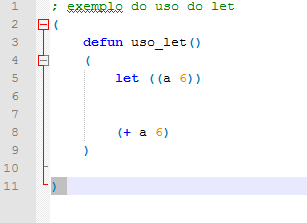 1 ; exemplo do uso do let
2 (
3 defun uso_let()
4 (
5 let ((a 6))
6
7
8 (+ a 6)
9 )
10
11 )